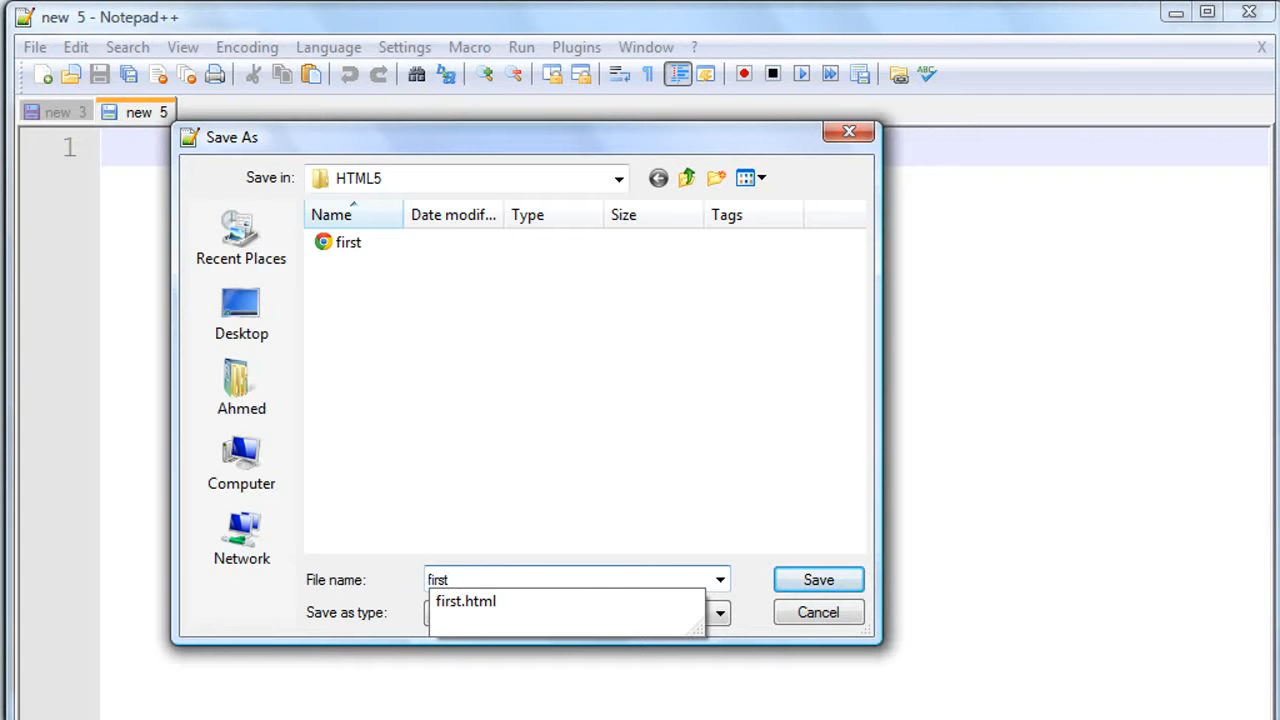 new 5 - Notepad++
File Edit Search View Encoding Language Settings Macro Run Plugins Window ? X
ABC
new 3 new 5
1
Save As
Save in: HTML5
Name Date modif... Type Size Tags
first
Recent Places
Desktop
Ahmed
Computer
Network
File name: first Save
first.html
Save as type: Cancel